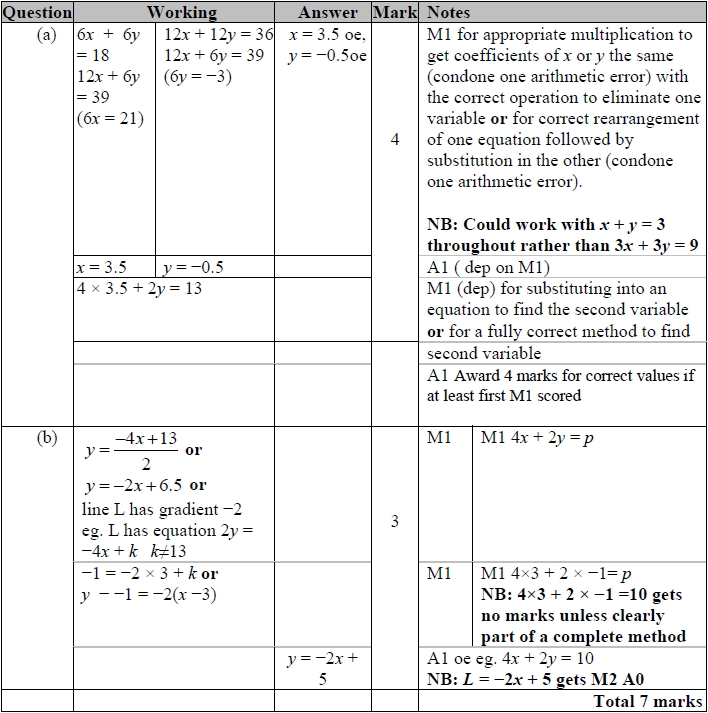 Question Working Answer Mark Notes
(a)
6x + 6y
= 18
12x + 6y
= 39
(6x = 21)
12x + 12y = 36
12x + 6y = 39
(6y = −3)
x = 3.5 oe,
y = −0.5oe
4
M1 for appropriate multiplication to
get coefficients of x or y the same
(condone one arithmetic error) with
the correct operation to eliminate one
variable or for correct rearrangement
of one equation followed by
substitution in the other (condone
one arithmetic error).
NB: Could work with x + y = 3
throughout rather than 3x + 3y = 9
x = 3.5
y = −0.5
A1 ( dep on M1)
4 × 3.5 + 2y = 13
M1 (dep) for substituting into an
equation to find the second variable
or for a fully correct method to find
second variable
A1 Award 4 marks for correct values if
at least first M1 scored
(b)
y = −4x+13 / 2 or
y = −2x + 6.5 or
line L has gradient −2
eg. L has equation 2y =
−4x + k k≠13
3
M1
M1 4x + 2y = p
−1 = −2 × 3 + k or
y − −1 = −2(x −3)
M1
M1 4×3 + 2 × −1= p
NB: 4×3 + 2 × −1 =10 gets
no marks unless clearly
part of a complete method
y = −2x +
5
A1 oe eg. 4x + 2y = 10
NB: L = −2x + 5 gets M2 A0
Total 7 marks